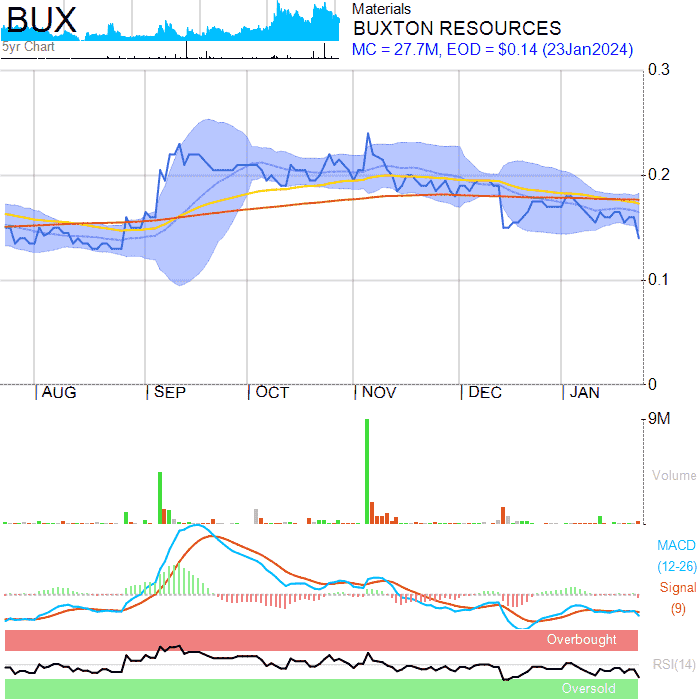 BUX
5yr Chart
Materials
BUXTON RESOURCES
MC = 27.7M, EOD = $0.14 (23Jan2024)
0.3
0.2
0.1
0
AUG SEP OCT NOV DEC JAN
9M
Volume
MACD
(12-26)
Signal
(9)
Overbought
RSI(14)
Oversold